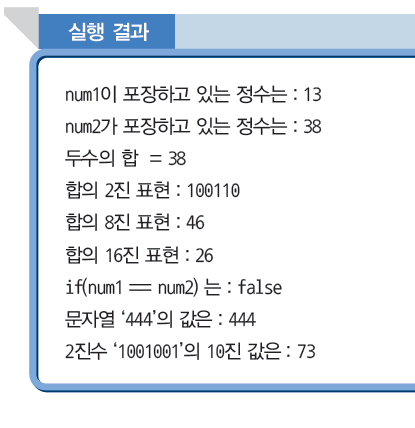 실행 결과
num1이 포장하고 있는 정수는 : 13
num2가 포장하고 있는 정수는 : 38
두수의 합 = 38
합의 2진 표현 : 100110
합의 8진 표현 : 46
합의 16진 표현 : 26
if(num1 == num2) 는 : false
문자열 ‘444’의 값은 : 444
2진수 ‘1001001’의 10진 값은 : 73